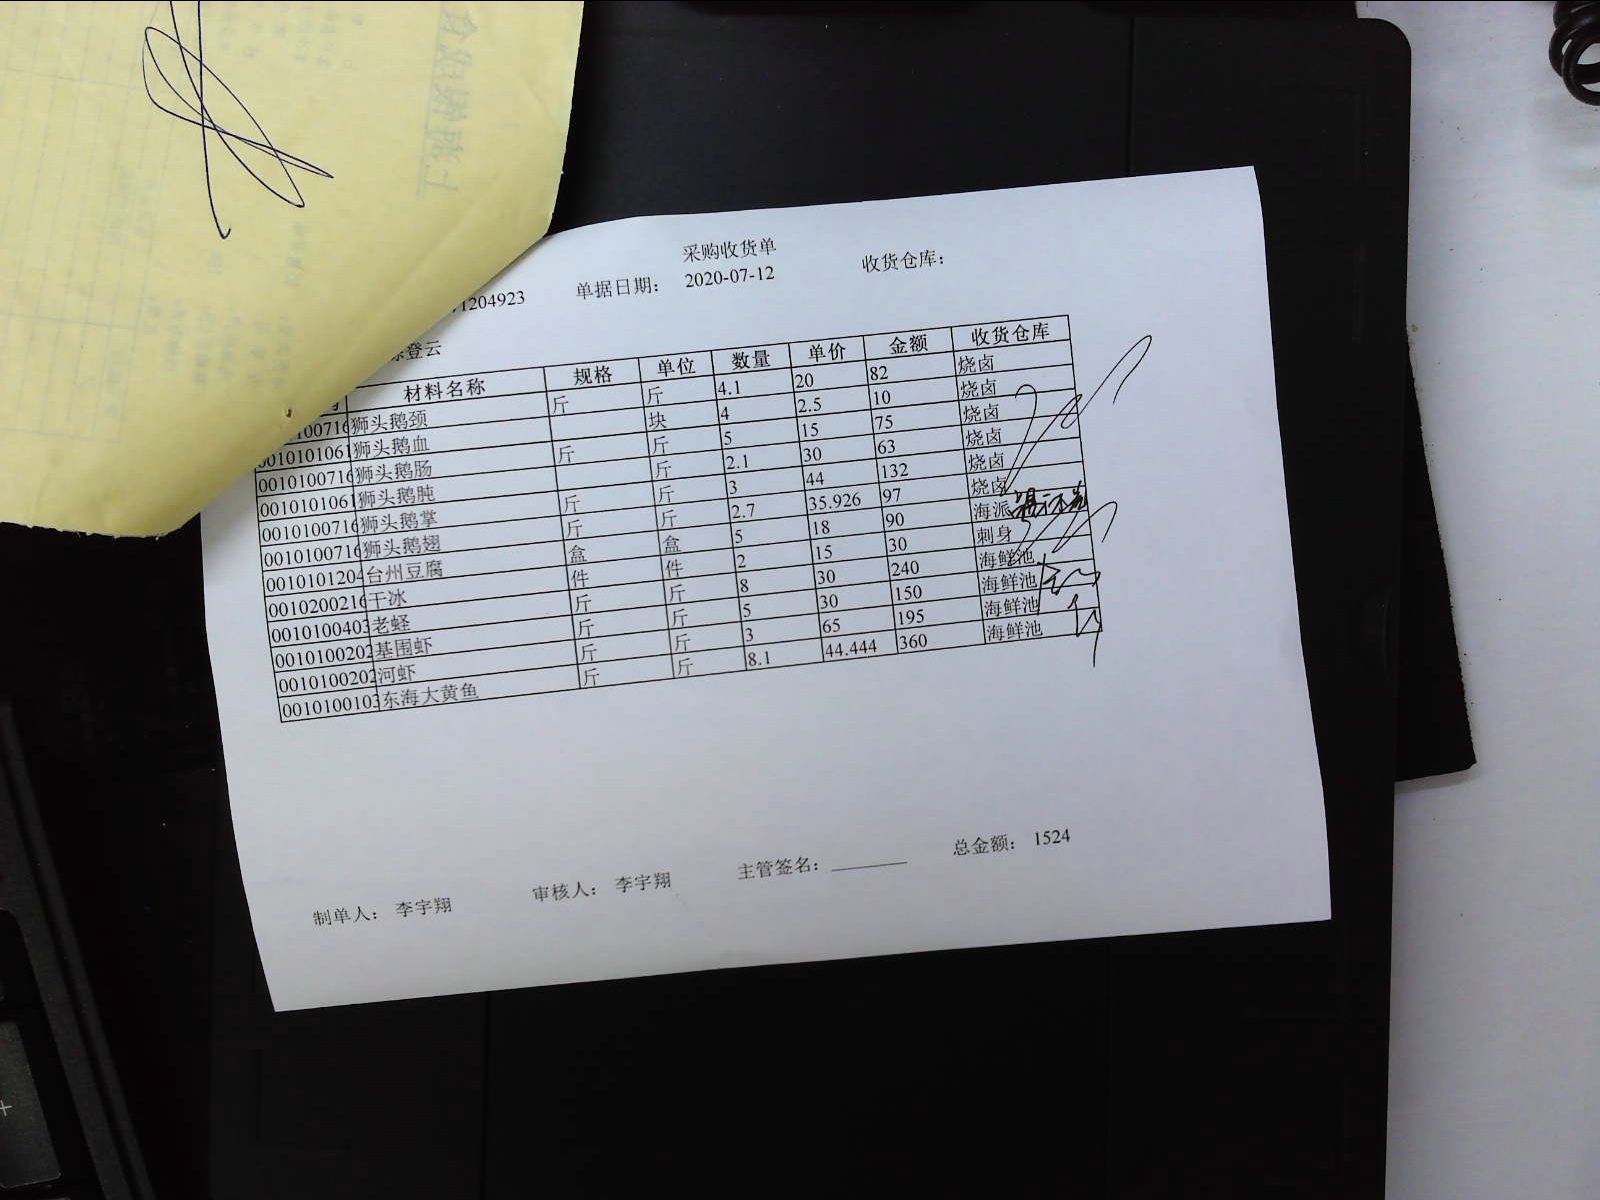 采购收货单
1204923 单据日期： 2020-07-12 收货仓库：
登云
材料名称 规格 单位 数量 单价 金额 收货仓库
100716 狮头鹅颈 斤 斤 4.1 20 82 烧卤
0010101061 狮头鹅血 块 4 2.5 10 烧卤
0010100716 狮头鹅肠 斤 斤 5 15 75 烧卤
0010101061 狮头鹅肫 斤 2.1 30 63 烧卤
0010100716 狮头鹅掌 斤 斤 3 44 132 烧卤
0010100716 狮头鹅翅 斤 斤 2.7 35.926 97 烧卤
0010101204 台州豆腐 盒 盒 5 18 90 海派
0010200216 干冰 件 件 2 15 30 刺身
0010100403 老蛏 斤 斤 8 30 240 海鲜池
0010100202 基围虾 斤 斤 5 30 150 海鲜池
0010100202 河虾 斤 斤 3 65 195 海鲜池
0010100103 东海大黄鱼 斤 斤 8.1 44.444 360 海鲜池
制单人： 李宇翔 审核人： 李宇翔 主管签名： 总金额： 1524